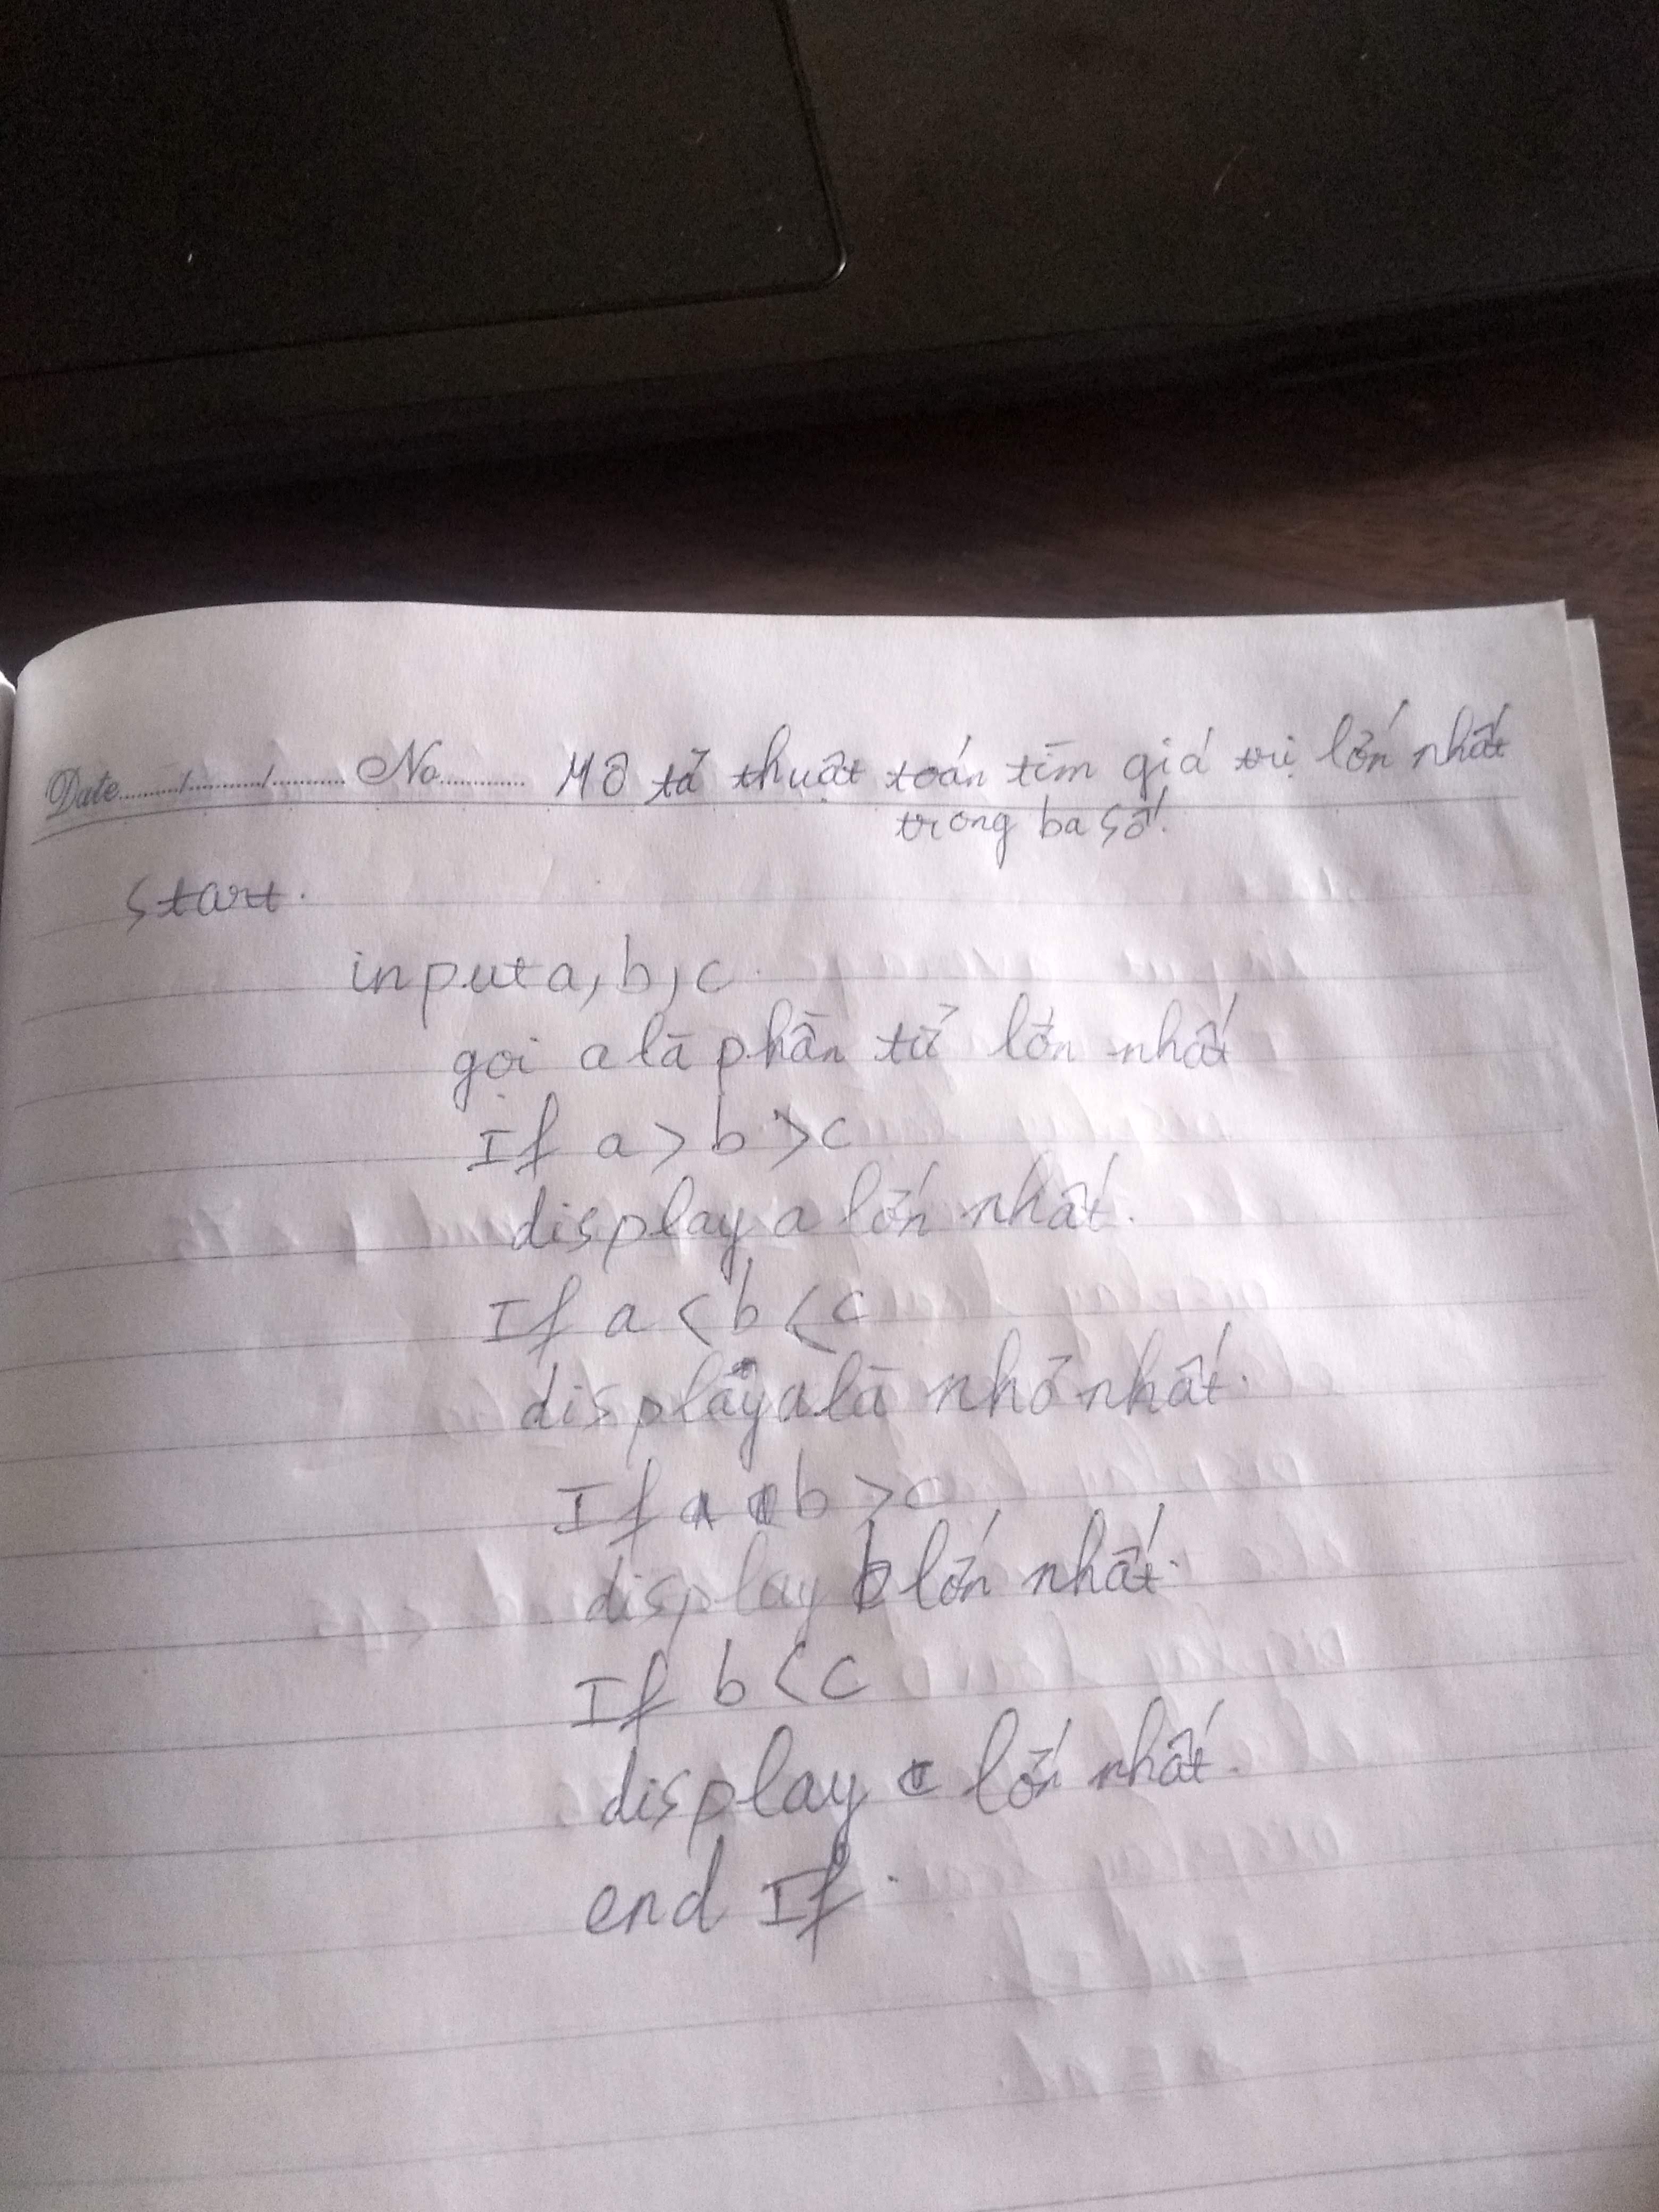 Date......../......../........ No........ Mô tả thuật toán tìm giá trị lớn nhất
trong ba số.
Start.
input a, b, c.
gọi a là phần tử lớn nhất
If a > b > c
display a lớn nhất.
If a < b < c
display a là nhỏ nhất.
If b > c
display b lớn nhất.
If b < c
display c lớn nhất.
end If.